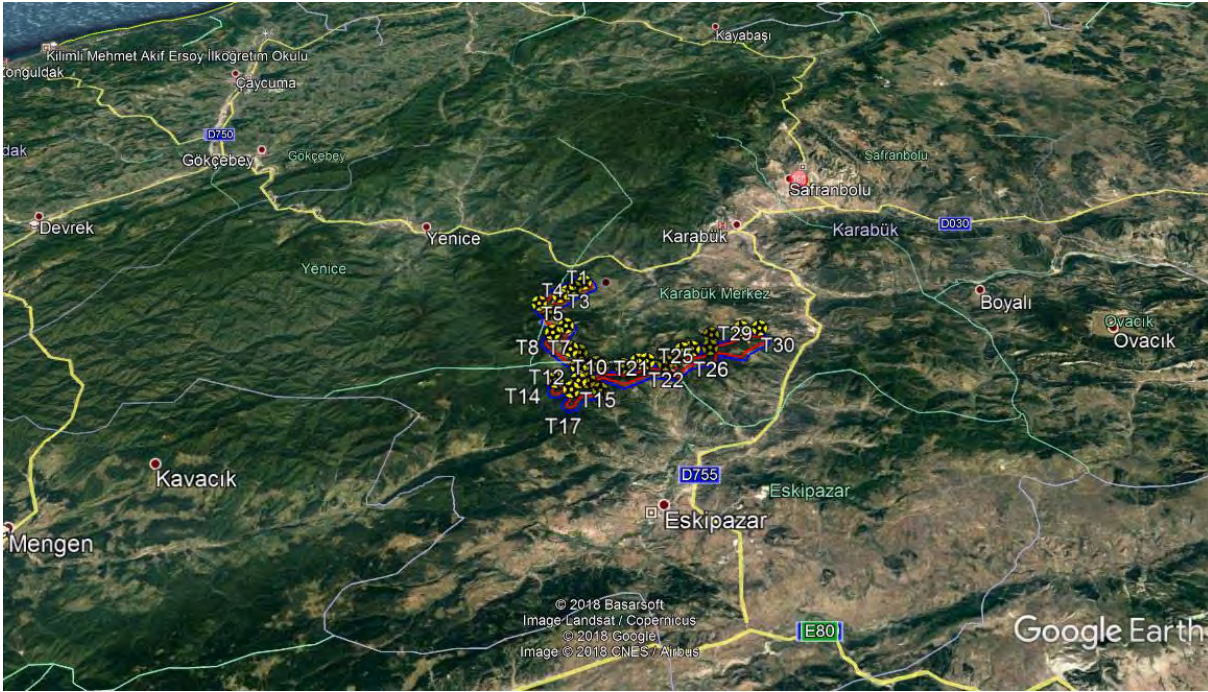 Kayabaşı
Kilimli Mehmet Akif Ersoy İlköğretim Okulu
Zonguldak
Çaycuma
D750
dak
Gökçebey
Gökçebey
Safranbolu
Safranbolu
Devrek
Yenice
Karabük
Karabük
D030
Yenice
T1
T4
T3
Karabük Merkez
Boyalı
T5
Ovacık
Ovacık
T29
T8
T7
T30
T25
T10
T21
T26
T12
T22
T14
T15
T17
Kavacık
D755
Eskipazar
Eskipazar
Mengen
© 2018 Basarsoft
Image Landsat / Copernicus
© 2018 Google
Image © 2018 CNES / Airbus
E80
Google Earth